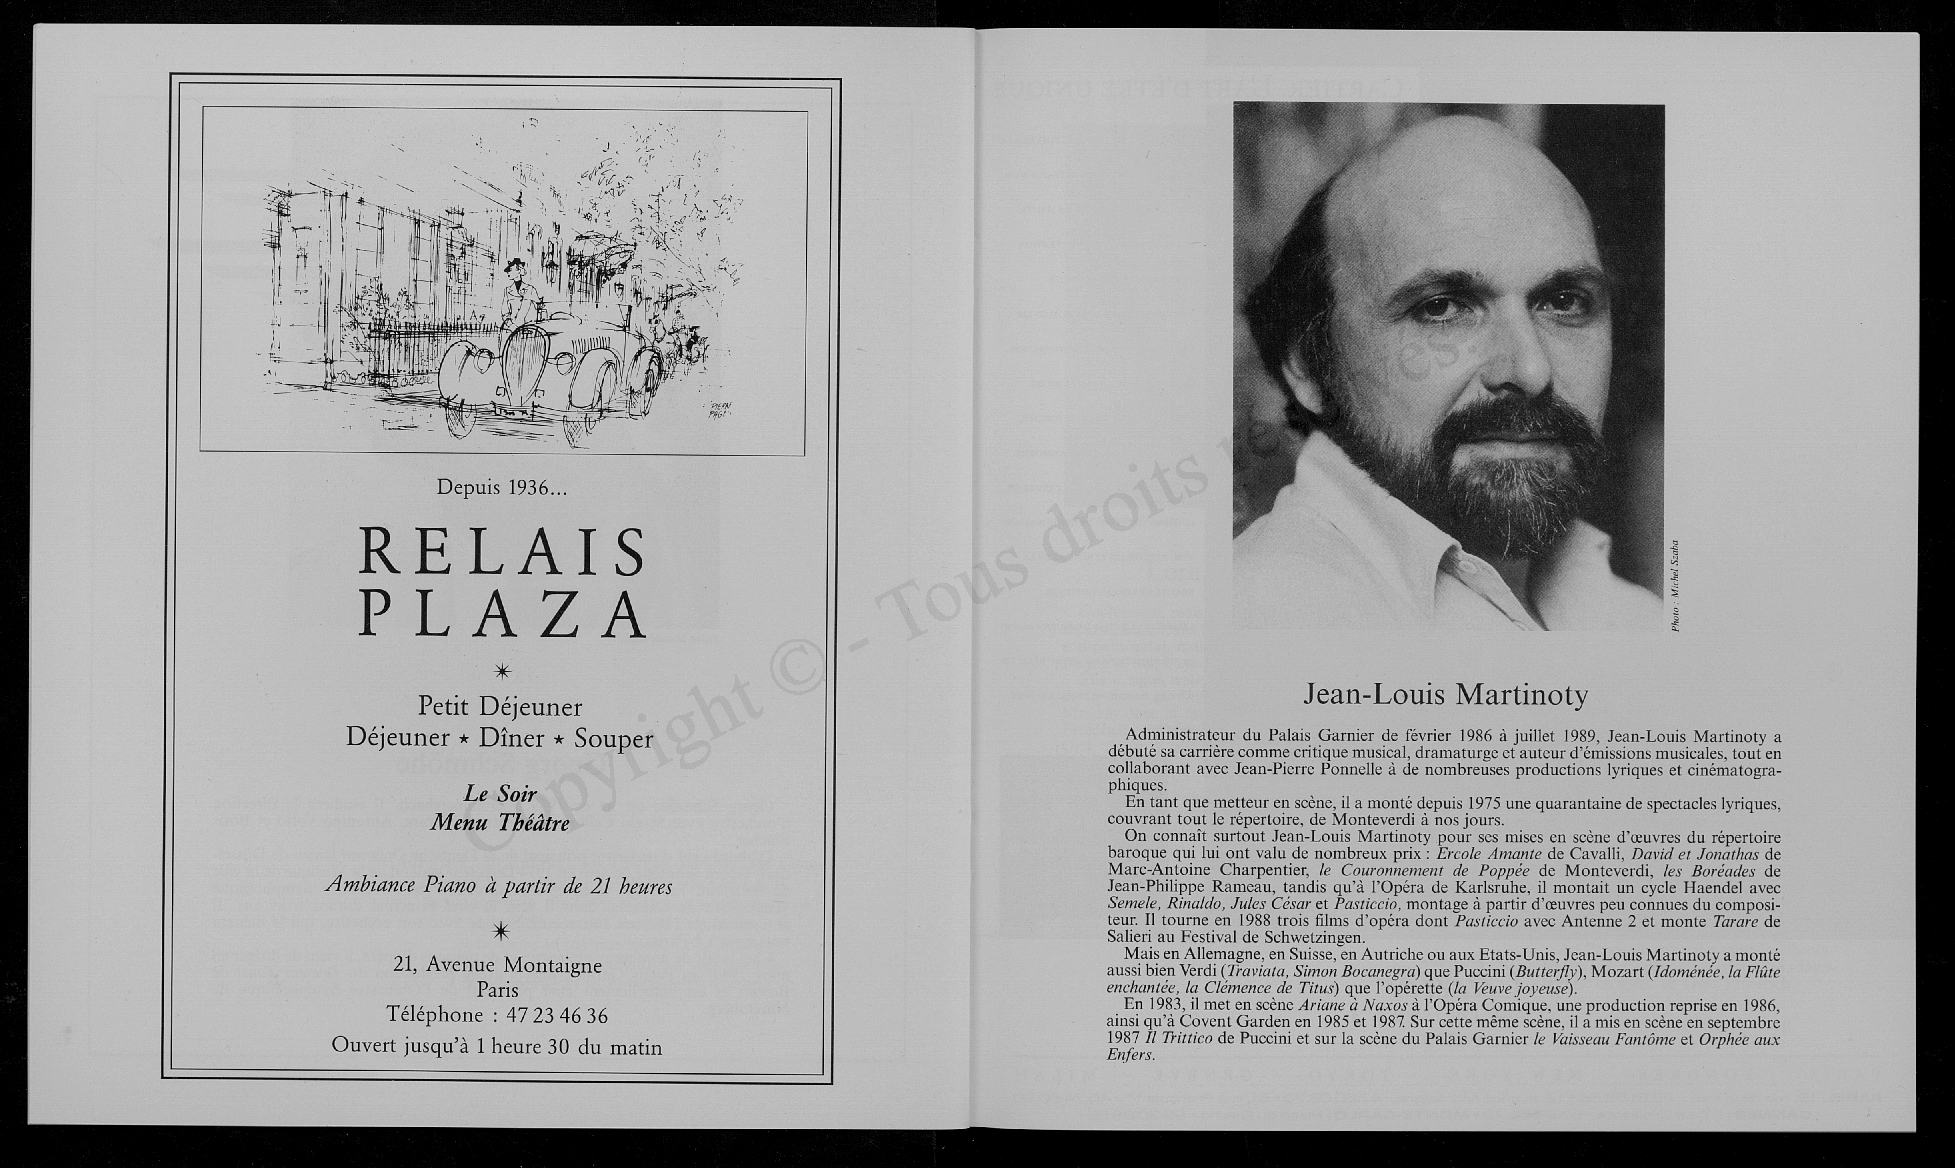 Depuis 1936...
RELAIS
PLAZA
Petit Déjeuner
Déjeuner ★ Dîner ★ Souper
Le Soir
Menu Théâtre
Ambiance Piano à partir de 21 heures
21, Avenue Montaigne
Paris
Téléphone : 47 23 46 36
Ouvert jusqu'à 1 heure 30 du matin
Copyright © - Tous droits réservés.
Photo : Michel Szaba
Jean-Louis Martinoty
Administrateur du Palais Garnier de février 1986 à juillet 1989, Jean-Louis Martinoty a
débuté sa carrière comme critique musical, dramaturge et auteur d'émissions musicales, tout en
collaborant avec Jean-Pierre Ponnelle à de nombreuses productions lyriques et cinématogra-
phiques.
En tant que metteur en scène, il a monté depuis 1975 une quarantaine de spectacles lyriques,
couvrant tout le répertoire, de Monteverdi à nos jours.
On connaît surtout Jean-Louis Martinoty pour ses mises en scène d'œuvres du répertoire
baroque qui lui ont valu de nombreux prix : Ercole Amante de Cavalli, David et Jonathas de
Marc-Antoine Charpentier, le Couronnement de Poppée de Monteverdi, les Boréades de
Jean-Philippe Rameau, tandis qu'à l'Opéra de Karlsruhe, il montait un cycle Haendel avec
Semele, Rinaldo, Jules César et Pasticcio, montage à partir d'œuvres peu connues du composi-
teur. Il tourne en 1988 trois films d'opéra dont Pasticcio avec Antenne 2 et monte Tarare de
Salieri au Festival de Schwetzingen.
Mais en Allemagne, en Suisse, en Autriche ou aux Etats-Unis, Jean-Louis Martinoty a monté
aussi bien Verdi (Traviata, Simon Bocanegra) que Puccini (Butterfly), Mozart (Idoménée, la Flûte
enchantée, la Clémence de Titus) que l'opérette (la Veuve joyeuse).
En 1983, il met en scène Ariane à Naxos à l'Opéra Comique, une production reprise en 1986,
ainsi qu'à Covent Garden en 1985 et 1987. Sur cette même scène, il a mis en scène en septembre
1987 Il Trittico de Puccini et sur la scène du Palais Garnier le Vaisseau Fantôme et Orphée aux
Enfers.